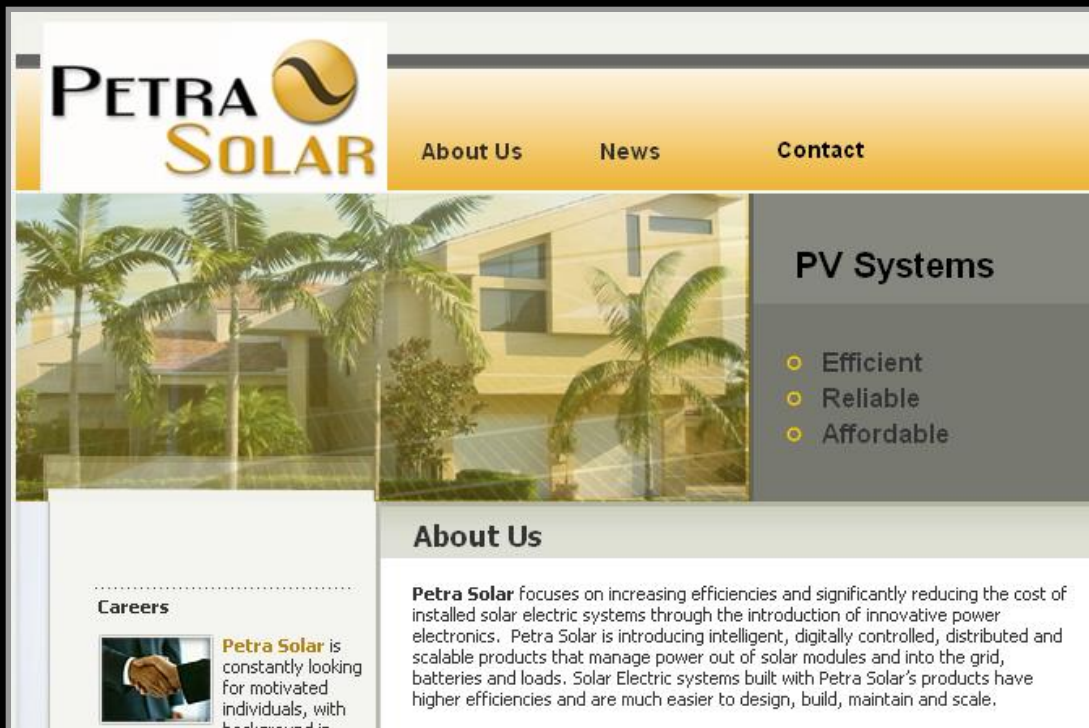 PETRA
SOLAR
About Us News Contact
PV Systems
Efficient
Reliable
Affordable
About Us
Petra Solar focuses on increasing efficiencies and significantly reducing the cost of
installed solar electric systems through the introduction of innovative power
electronics. Petra Solar is introducing intelligent, digitally controlled, distributed and
scalable products that manage power out of solar modules and into the grid,
batteries and loads. Solar Electric systems built with Petra Solar's products have
higher efficiencies and are much easier to design, build, maintain and scale.
Careers
Petra Solar is
constantly looking
for motivated
individuals, with
background in